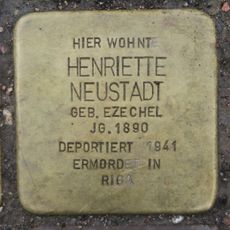 HIER WOHNTE
HENRIETTE
NEUSTADT
GEB. EZECHEL
JG. 1890
DEPORTIERT 1941
ERMORDET IN
RIGA